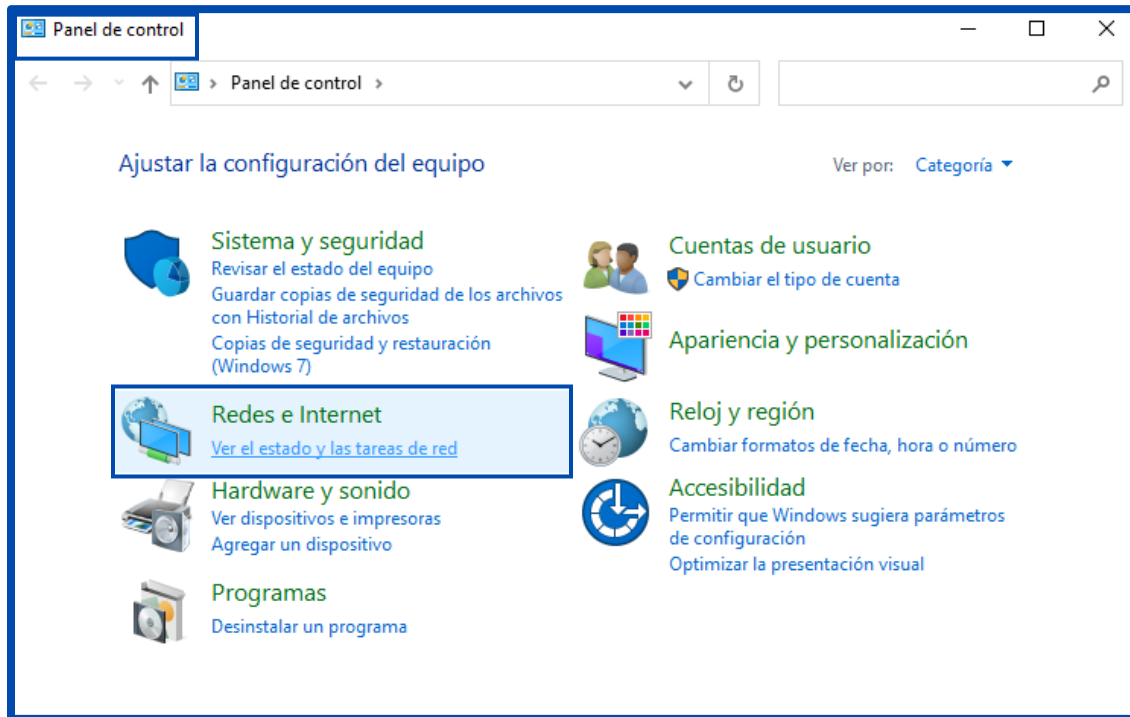 Panel de control
Panel de control
Ajustar la configuración del equipo
Ver por: Categoría
Sistema y seguridad
Revisar el estado del equipo
Guardar copias de seguridad de los archivos
con Historial de archivos
Copias de seguridad y restauración
(Windows 7)
Redes e Internet
Ver el estado y las tareas de red
Hardware y sonido
Ver dispositivos e impresoras
Agregar un dispositivo
Programas
Desinstalar un programa
Cuentas de usuario
Cambiar el tipo de cuenta
Apariencia y personalización
Reloj y región
Cambiar formatos de fecha, hora o número
Accesibilidad
Permitir que Windows sugiera parámetros
de configuración
Optimizar la presentación visual